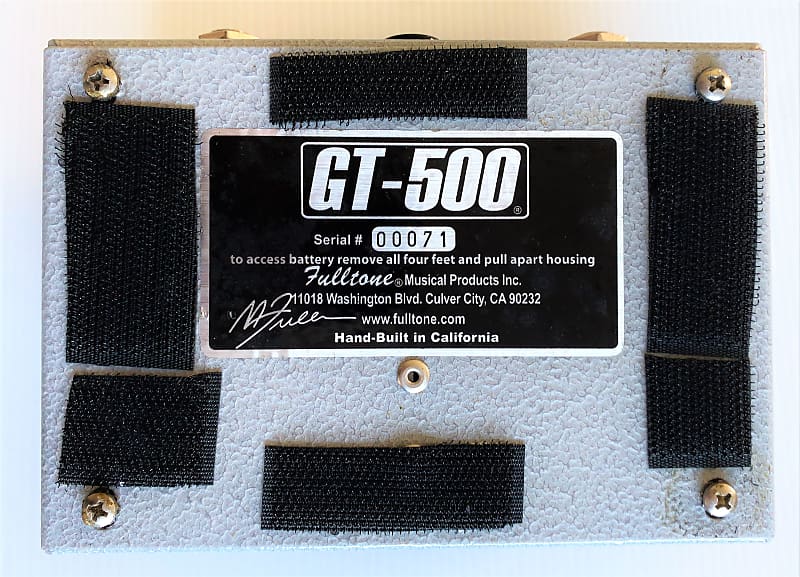 GT-500®
Serial # 00071
to access battery remove all four feet and pull apart housing
Fulltone® Musical Products Inc.
11018 Washington Blvd. Culver City, CA 90232
www.fulltone.com
Hand-Built in California